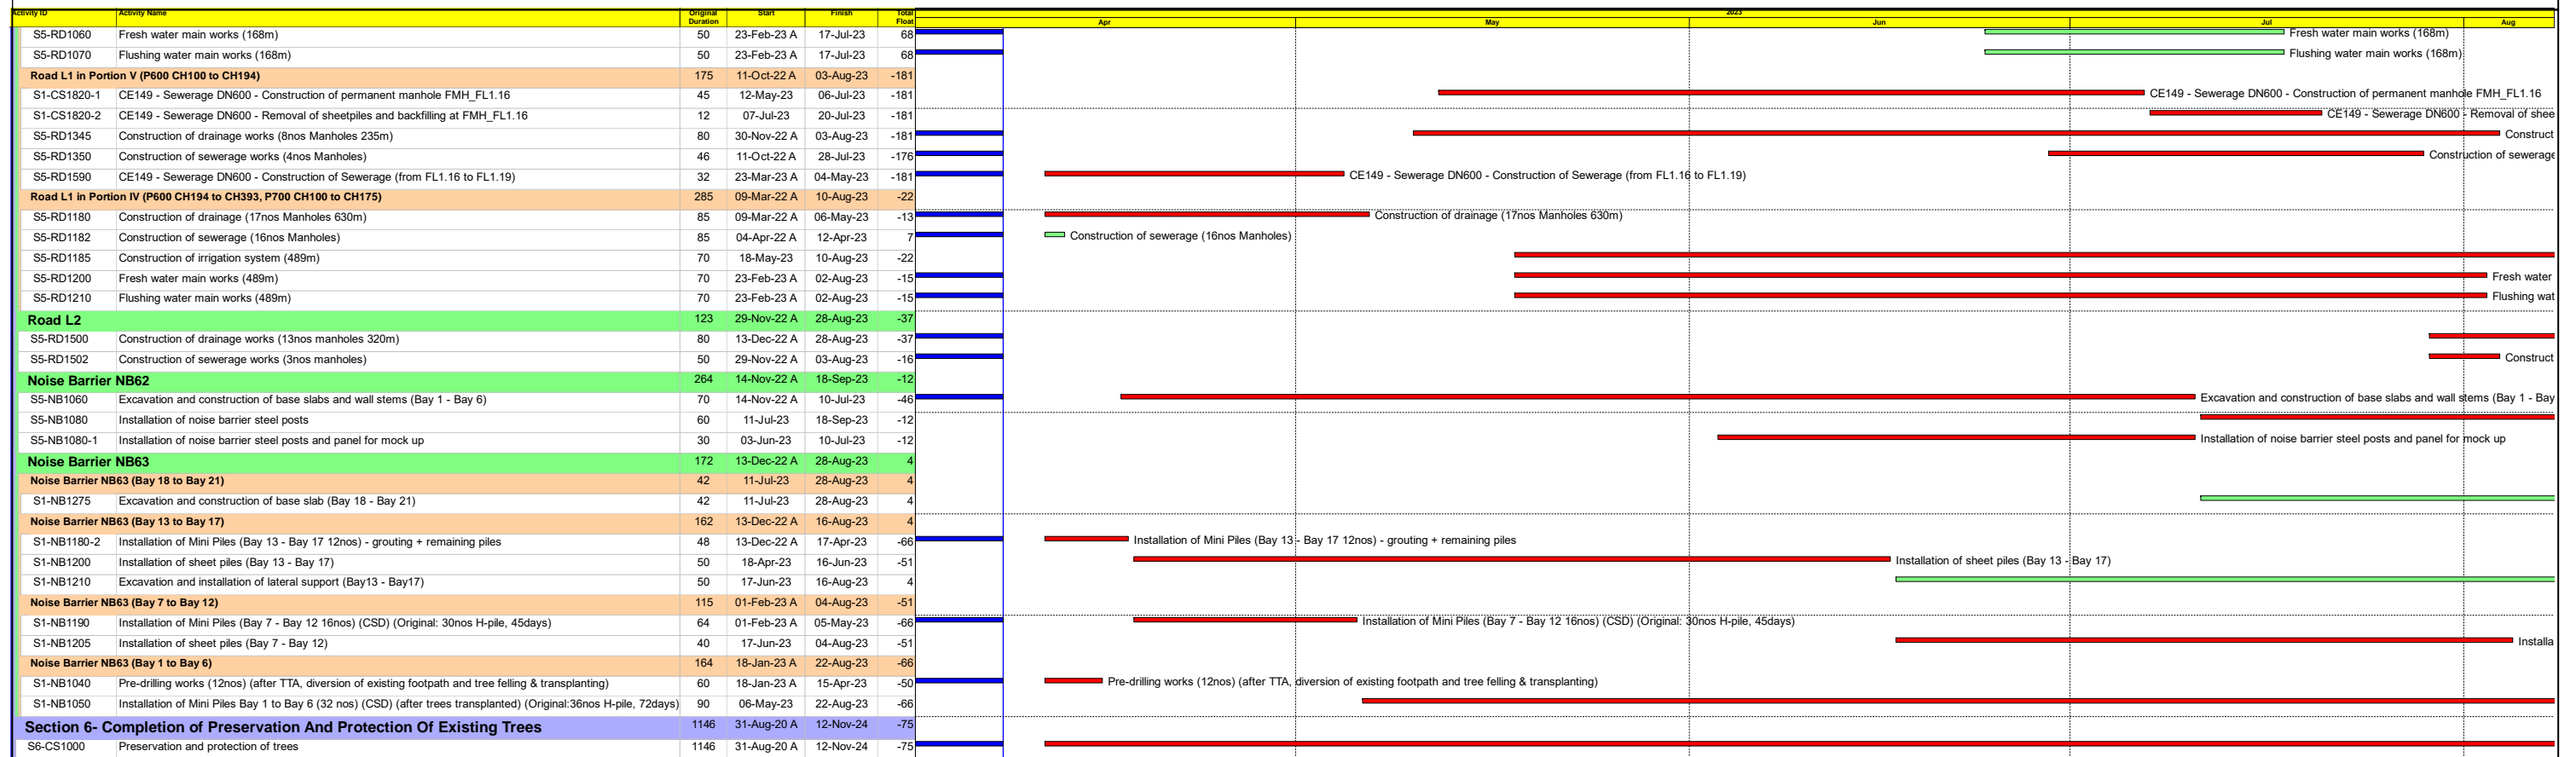 Activity ID Activity Name Original Duration Start Finish Total Float 2023
Apr May Jun Jul Aug
S5-RD1060 Fresh water main works (168m) 50 23-Feb-23 A 17-Jul-23 68 Fresh water main works (168m)
S5-RD1070 Flushing water main works (168m) 50 23-Feb-23 A 17-Jul-23 68 Flushing water main works (168m)
Road L1 in Portion V (P600 CH100 to CH194) 175 11-Oct-22 A 03-Aug-23 -181
S1-CS1820-1 CE149 - Sewerage DN600 - Construction of permanent manhole FMH_FL1.16 45 12-May-23 06-Jul-23 -181 CE149 - Sewerage DN600 - Construction of permanent manhole FMH_FL1.16
S1-CS1820-2 CE149 - Sewerage DN600 - Removal of sheetpiles and backfilling at FMH_FL1.16 12 07-Jul-23 20-Jul-23 -181 CE149 - Sewerage DN600 - Removal of shee
S5-RD1345 Construction of drainage works (8nos Manholes 235m) 80 30-Nov-22 A 03-Aug-23 -181 Construct
S5-RD1350 Construction of sewerage works (4nos Manholes) 46 11-Oct-22 A 28-Jul-23 -176 Construction of sewerage
S5-RD1590 CE149 - Sewerage DN600 - Construction of Sewerage (from FL1.16 to FL1.19) 32 23-Mar-23 A 04-May-23 -181 CE149 - Sewerage DN600 - Construction of Sewerage (from FL1.16 to FL1.19)
Road L1 in Portion IV (P600 CH194 to CH393, P700 CH100 to CH175) 285 09-Mar-22 A 10-Aug-23 -22
S5-RD1180 Construction of drainage (17nos Manholes 630m) 85 09-Mar-22 A 06-May-23 -13 Construction of drainage (17nos Manholes 630m)
S5-RD1182 Construction of sewerage (16nos Manholes) 85 04-Apr-22 A 12-Apr-23 7 Construction of sewerage (16nos Manholes)
S5-RD1185 Construction of irrigation system (489m) 70 18-May-23 10-Aug-23 -22
S5-RD1200 Fresh water main works (489m) 70 23-Feb-23 A 02-Aug-23 -15 Fresh water
S5-RD1210 Flushing water main works (489m) 70 23-Feb-23 A 02-Aug-23 -15 Flushing wat
Road L2 123 29-Nov-22 A 28-Aug-23 -37
S5-RD1500 Construction of drainage works (13nos manholes 320m) 80 13-Dec-22 A 28-Aug-23 -37
S5-RD1502 Construction of sewerage works (3nos manholes) 50 29-Nov-22 A 03-Aug-23 -16 Construct
Noise Barrier NB62 264 14-Nov-22 A 18-Sep-23 -12
S5-NB1060 Excavation and construction of base slabs and wall stems (Bay 1 - Bay 6) 70 14-Nov-22 A 10-Jul-23 -46 Excavation and construction of base slabs and wall stems (Bay 1 - Bay
S5-NB1080 Installation of noise barrier steel posts 60 11-Jul-23 18-Sep-23 -12
S5-NB1080-1 Installation of noise barrier steel posts and panel for mock up 30 03-Jun-23 10-Jul-23 -12 Installation of noise barrier steel posts and panel for mock up
Noise Barrier NB63 172 13-Dec-22 A 28-Aug-23 4
Noise Barrier NB63 (Bay 18 to Bay 21) 42 11-Jul-23 28-Aug-23 4
S1-NB1275 Excavation and construction of base slab (Bay 18 - Bay 21) 42 11-Jul-23 28-Aug-23 4
Noise Barrier NB63 (Bay 13 to Bay 17) 162 13-Dec-22 A 16-Aug-23 4
S1-NB1180-2 Installation of Mini Piles (Bay 13 - Bay 17 12nos) - grouting + remaining piles 48 13-Dec-22 A 17-Apr-23 -66 Installation of Mini Piles (Bay 13 - Bay 17 12nos) - grouting + remaining piles
S1-NB1200 Installation of sheet piles (Bay 13 - Bay 17) 50 18-Apr-23 16-Jun-23 -51 Installation of sheet piles (Bay 13 - Bay 17)
S1-NB1210 Excavation and installation of lateral support (Bay13 - Bay17) 50 17-Jun-23 16-Aug-23 4
Noise Barrier NB63 (Bay 7 to Bay 12) 115 01-Feb-23 A 04-Aug-23 -51
S1-NB1190 Installation of Mini Piles (Bay 7 - Bay 12 16nos) (CSD) (Original: 30nos H-pile, 45days) 64 01-Feb-23 A 05-May-23 -66 Installation of Mini Piles (Bay 7 - Bay 12 16nos) (CSD) (Original: 30nos H-pile, 45days)
S1-NB1205 Installation of sheet piles (Bay 7 - Bay 12) 40 17-Jun-23 04-Aug-23 -51 Installa
Noise Barrier NB63 (Bay 1 to Bay 6) 164 18-Jan-23 A 22-Aug-23 -66
S1-NB1040 Pre-drilling works (12nos) (after TTA, diversion of existing footpath and tree felling & transplanting) 60 18-Jan-23 A 15-Apr-23 -50 Pre-drilling works (12nos) (after TTA, diversion of existing footpath and tree felling & transplanting)
S1-NB1050 Installation of Mini Piles Bay 1 to Bay 6 (32 nos) (CSD) (after trees transplanted) (Original:36nos H-pile, 72days) 90 06-May-23 22-Aug-23 -66
Section 6- Completion of Preservation And Protection Of Existing Trees 1146 31-Aug-20 A 12-Nov-24 -75
S6-CS1000 Preservation and protection of trees 1146 31-Aug-20 A 12-Nov-24 -75